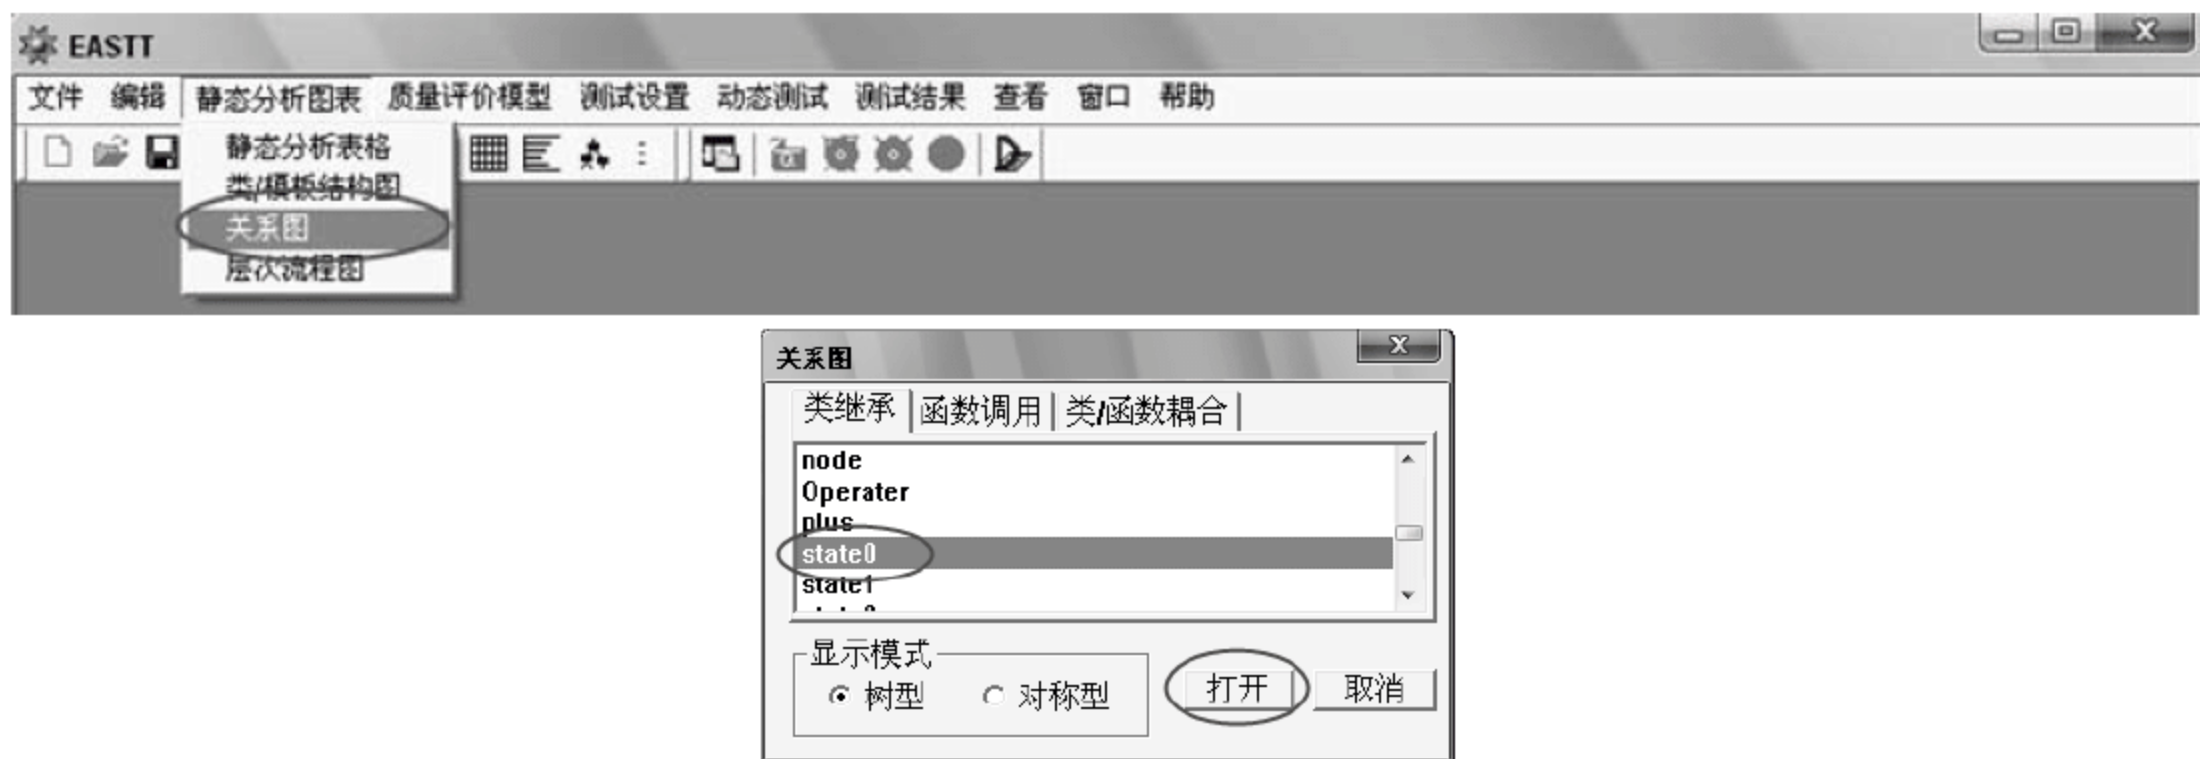 EASTT
文件 编辑 静态分析图表 质量评价模型 测试设置 动态测试 测试结果 查看 窗口 帮助
静态分析表格
类/模板结构图
关系图
层次流程图
关系图
类继承 函数调用 类/函数耦合
node
Operater
plus
state0
state1
显示模式
树型 对称型 打开 取消